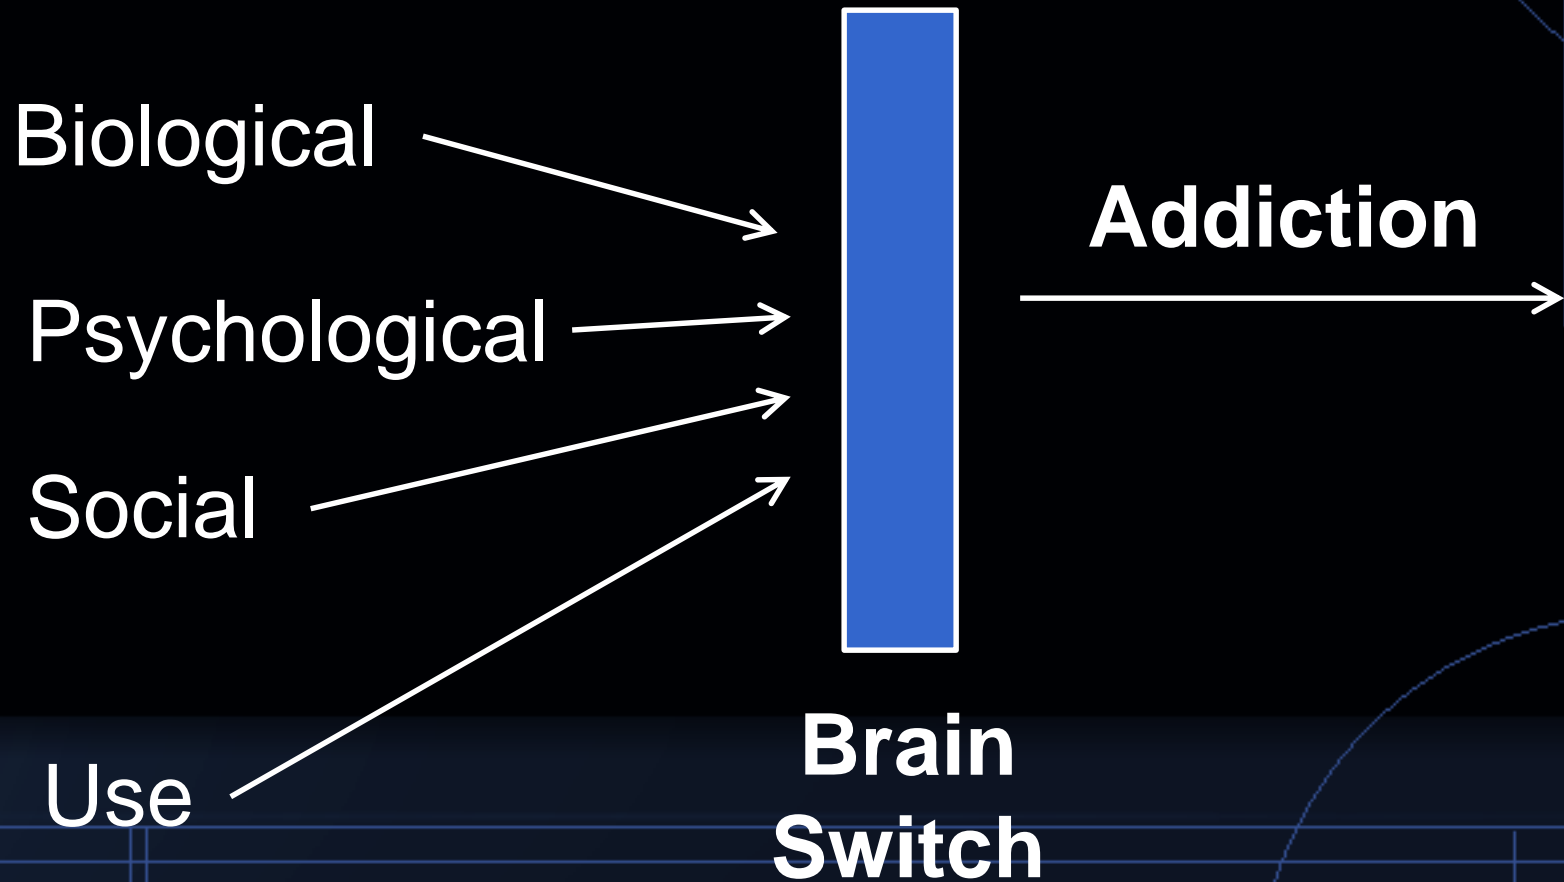 Biological
Addiction
Psychological
Social
Use
Brain
Switch